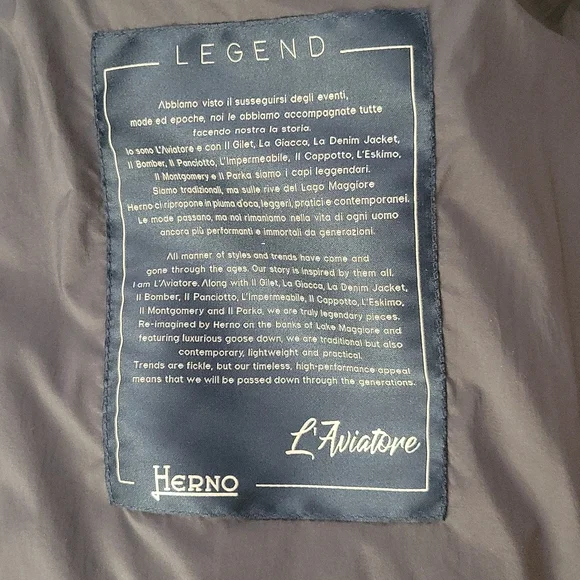 LEGEND
Abbiamo visto il susseguirsi degli eventi,
mode ed epoche, noi le abbiamo accompagnate tutte
facendo nostra la storia.
Io sono L'Aviatore e con Il Gilet, La Giacca, La Denim Jacket,
Il Bomber, Il Panciotto, L'Impermeabile, Il Cappotto, L'Eskimo,
Il Montgomery e Il Parka siamo i capi leggendari.
Siamo tradizionali, ma sulle rive del Lago Maggiore
Herno ci ripropone in piuma d'oca, leggeri, pratici e contemporanei.
Le mode passano, ma noi rimaniamo nella vita di ogni uomo
ancora più performanti e immortali da generazioni.
-
All manner of styles and trends have come and
gone through the ages. Our story is inspired by them all.
I am L'Aviatore. Along with Il Gilet, La Giacca, La Denim Jacket,
Il Bomber, Il Panciotto, L'Impermeabile, Il Cappotto, L'Eskimo,
Il Montgomery and Il Parka, we are truly legendary pieces.
Re-imagined by Herno on the banks of Lake Maggiore and
featuring luxurious goose down, we are traditional but also
contemporary, lightweight and practical.
Trends are fickle, but our timeless, high-performance appeal
means that we will be passed down through the generations.
L'Aviatore
HERNO